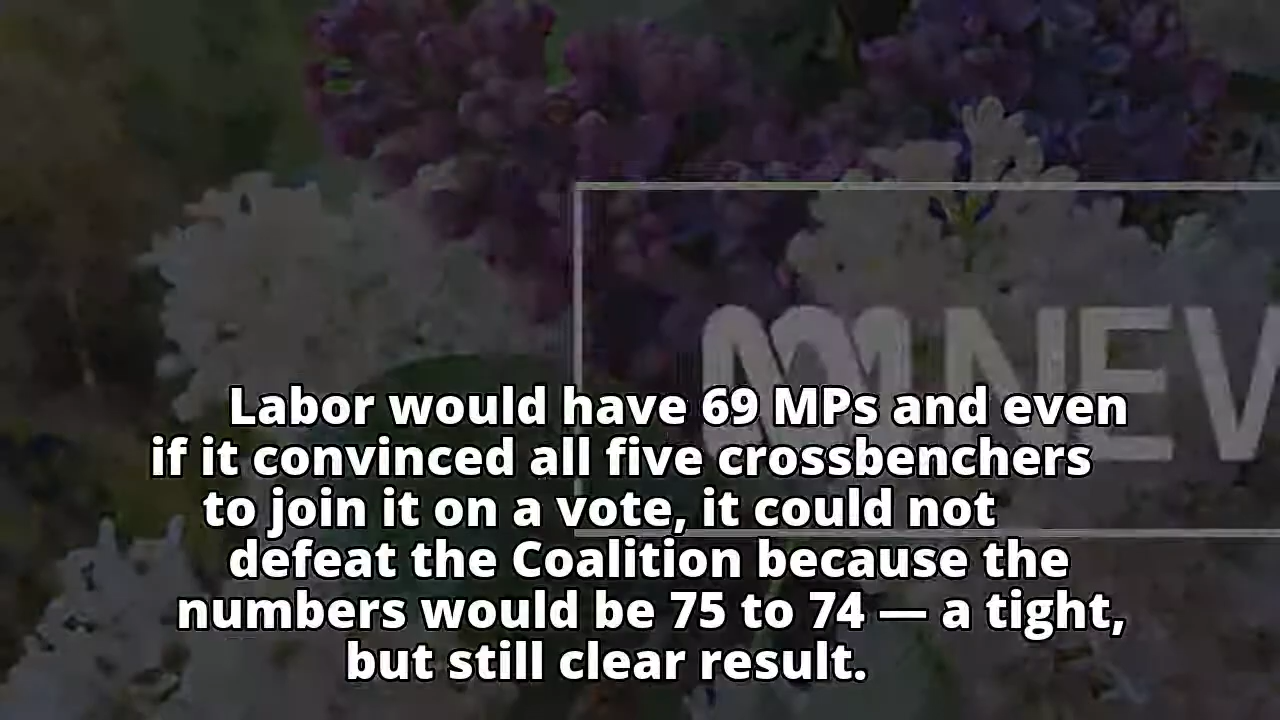 NEW
Labor would have 69 MPs and even
if it convinced all five crossbenchers
to join it on a vote, it could not
defeat the Coalition because the
numbers would be 75 to 74 — a tight,
but still clear result.